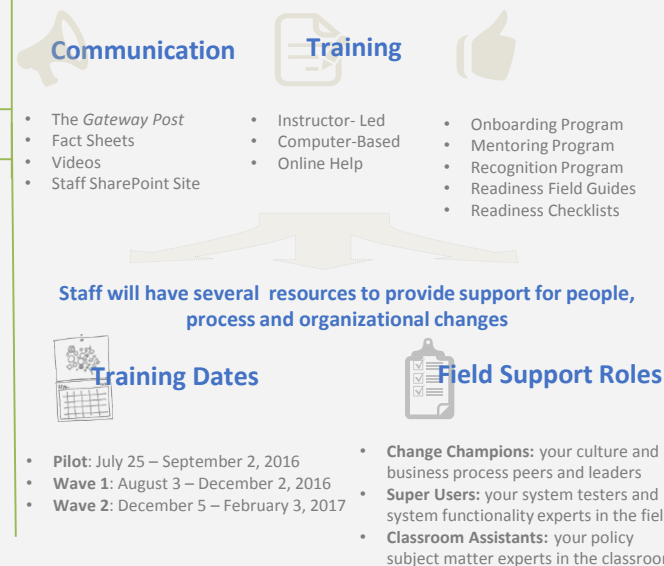 Communication
Training
• The Gateway Post
• Fact Sheets
• Videos
• Staff SharePoint Site
• Instructor- Led
• Computer-Based
• Online Help
• Onboarding Program
• Mentoring Program
• Recognition Program
• Readiness Field Guides
• Readiness Checklists
Staff will have several resources to provide support for people,
process and organizational changes
Training Dates
• Pilot: July 25 – September 2, 2016
• Wave 1: August 3 – December 2, 2016
• Wave 2: December 5 – February 3, 2017
Field Support Roles
• Change Champions: your culture and
business process peers and leaders
• Super Users: your system testers and
system functionality experts in the fiel
• Classroom Assistants: your policy
subject matter experts in the classroom